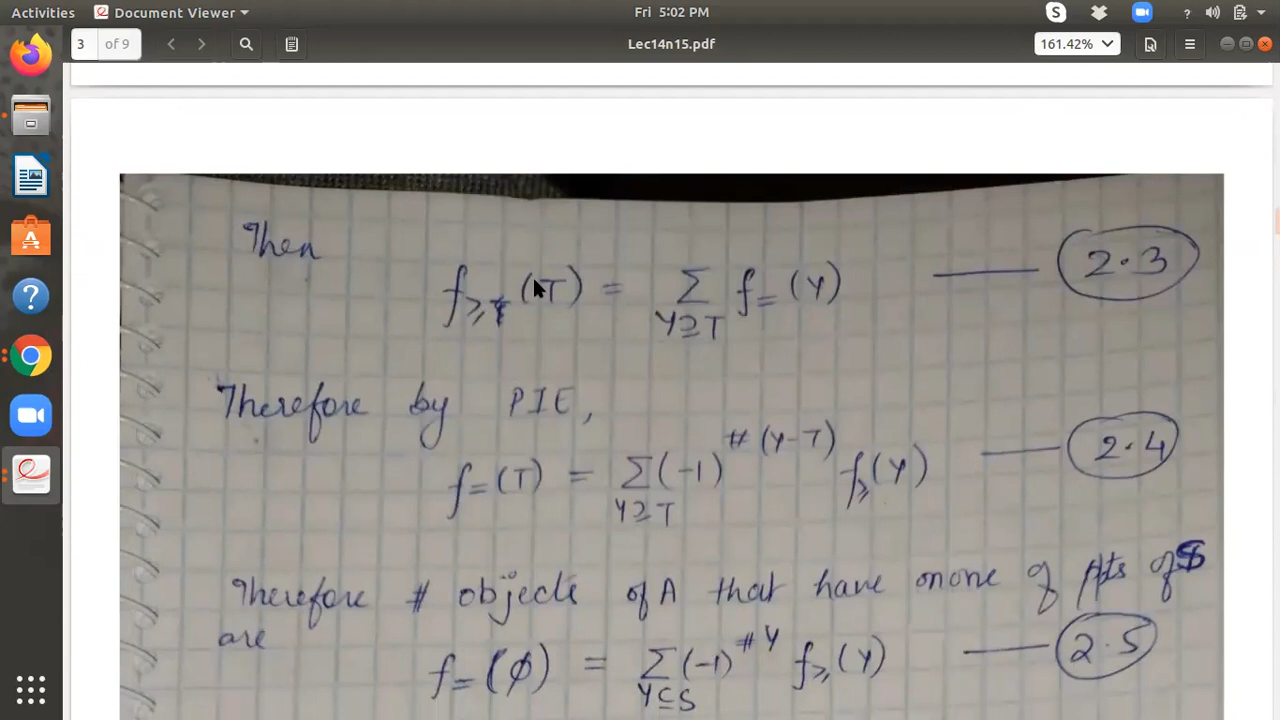 Activities Document Viewer Fri 5:02 PM
3 of 9 Lec14n15.pdf 161.42%
Then
f≥ (T) = Σ f= (Y) —— 2.3
Y⊇T
Therefore by PIE,
f= (T) = Σ (-1)^#(Y-T) f≥ (Y) —— 2.4
Y⊇T
Therefore # objects of A that have none of ppts of S
are
f= (ϕ) = Σ (-1)^#Y f≥ (Y) —— 2.5
Y⊆S